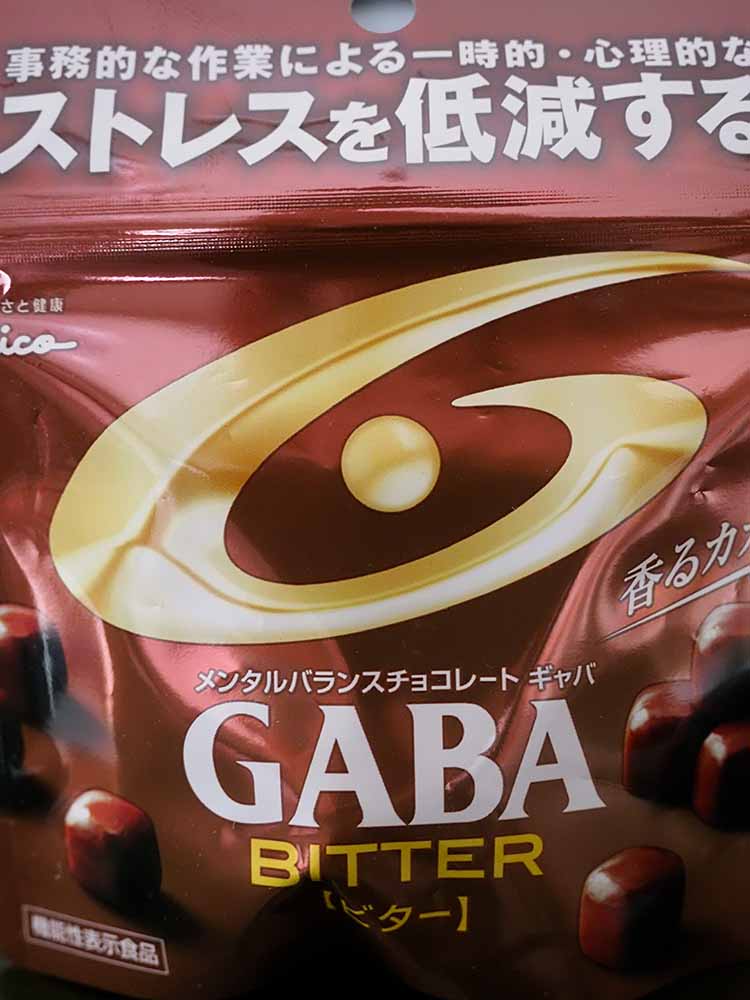 事務的な作業による一時的・心理的な
ストレスを低減する
さと健康
ico
香るカカ
メンタルバランスチョコレート ギャバ
GABA
BITTER
【ビター】
機能性表示食品